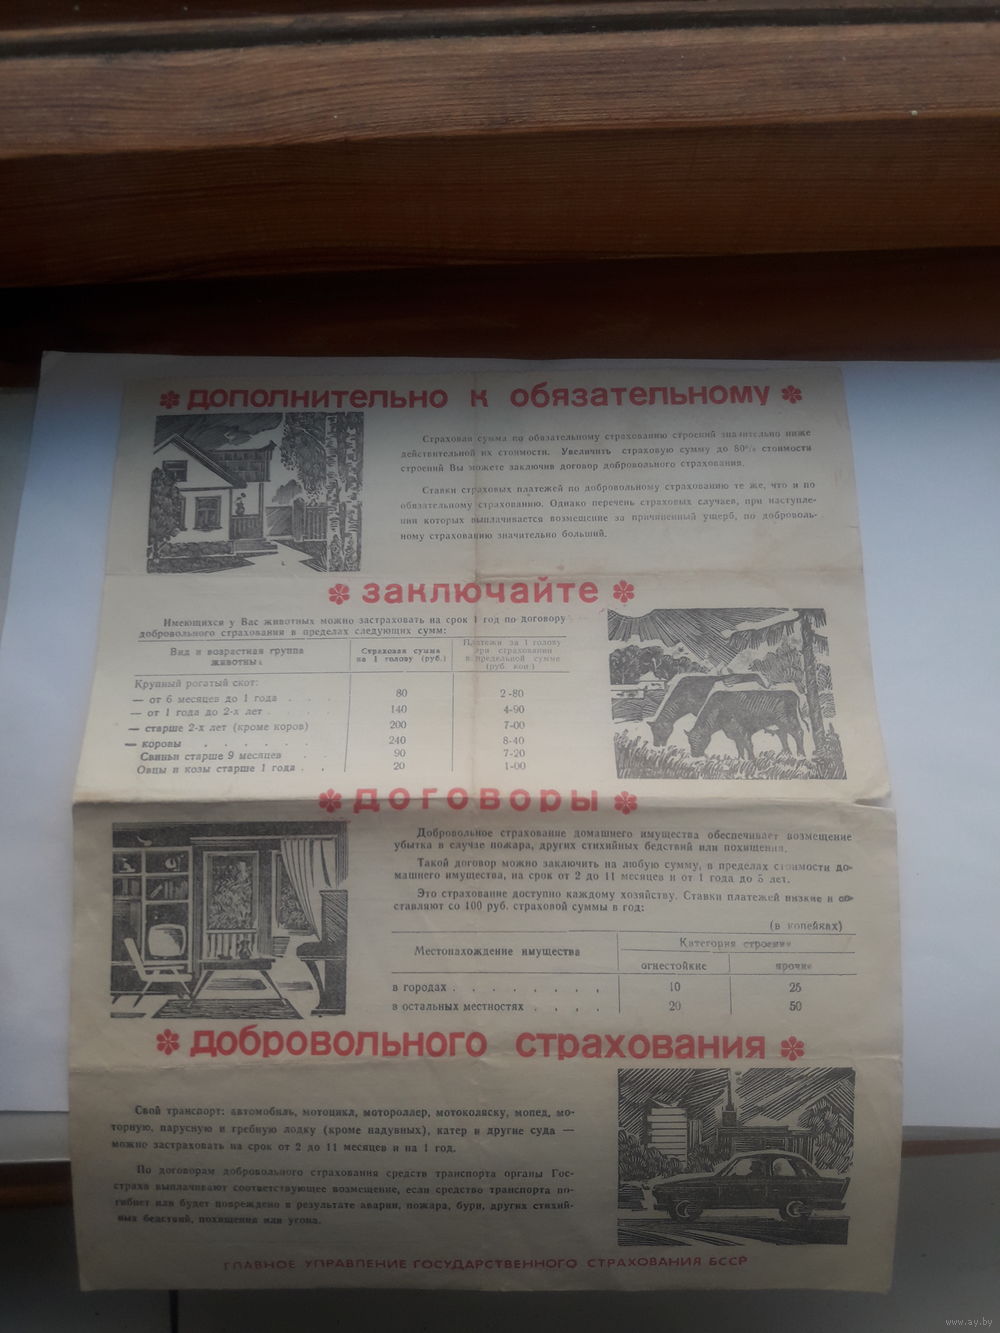 дополнительно к обязательному
Страховая сумма по обязательному страхованию строений значительно ниже
действительной их стоимости. Увеличить страховую сумму до 80% стоимости
строений Вы можете заключив договор добровольного страхования.
Ставки страховых платежей по добровольному страхованию те же, что и по
обязательному страхованию. Однако перечень страховых случаев, при наступле-
нии которых выплачивается возмещение за причиненный ущерб, по доброволь-
ному страхованию значительно больший.
заключайте
Имеющихся у Вас животных можно застраховать на срок 1 год по договору
добровольного страхования в пределах следующих сумм:
Вид и возрастная группа животных Страховая сумма на 1 голову (руб.) Платежи за 1 голову при страховании в предельной сумме (руб. коп.)
Крупный рогатый скот:
— от 6 месяцев до 1 года . . . 80 2-80
— от 1 года до 2-х лет . . . 140 4-90
— старше 2-х лет (кроме коров) 200 7-00
— коровы . . . . . . 240 8-40
Свиньи старше 9 месяцев . . 90 7-20
Овцы и козы старше 1 года . . 20 1-00
договоры
Добровольное страхование домашнего имущества обеспечивает возмещение
убытка в случае пожара, других стихийных бедствий или похищения.
Такой договор можно заключить на любую сумму, в пределах стоимости до-
машнего имущества, на срок от 2 до 11 месяцев и от 1 года до 5 лет.
Это страхование доступно каждому хозяйству. Ставки платежей низкие и со-
ставляют со 100 руб. страховой суммы в год:
(в копейках)
Местонахождение имущества Категория строений
огнестойкие прочие
в городах . . . . . . . . 10 25
в остальных местностях . . . . 20 50
добровольного страхования
Свой транспорт: автомобиль, мотоцикл, мотороллер, мотоколяску, мопед, мо-
торную, парусную и гребную лодку (кроме надувных), катер и другие суда —
можно застраховать на срок от 2 до 11 месяцев и на 1 год.
По договорам добровольного страхования средств транспорта органы Гос-
страха выплачивают соответствующее возмещение, если средство транспорта по-
гибнет или будет повреждено в результате аварии, пожара, бури, других стихий-
ных бедствий, похищения или угона.
ГЛАВНОЕ УПРАВЛЕНИЕ ГОСУДАРСТВЕННОГО СТРАХОВАНИЯ БССР
www.ay.by